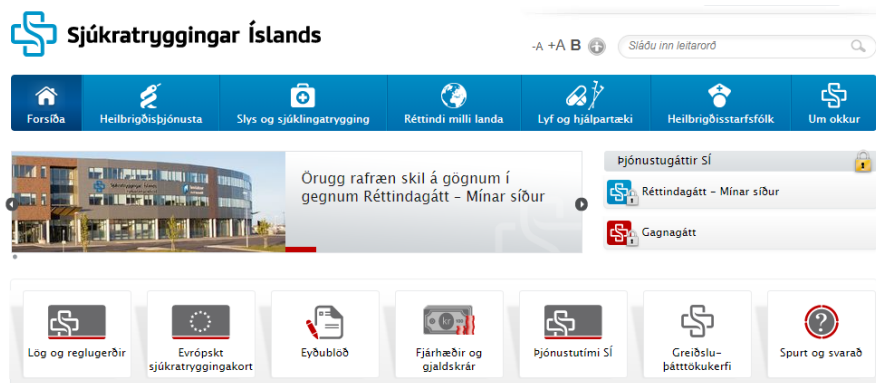 Sjúkratryggingar Íslands
-A +A B
Sláðu inn leitarorð
Forsíða
Heilbrigðisþjónusta
Slys og sjúklingatrygging
Réttindi milli landa
Lyf og hjálpartæki
Heilbrigðisstarfsfólk
Um okkur
Örugg rafræn skil á gögnum í
gegnum Réttindagátt - Mínar síður
Þjónustugáttir SÍ
Réttindagátt - Mínar síður
Gagnagátt
Lög og reglugerðir
Evrópskt
sjúkratryggingakort
Eyðublöð
kr
Fjárhæðir og
gjaldskrár
Þjónustutími SÍ
Greiðslu-
þátttökukerfi
Spurt og svarað